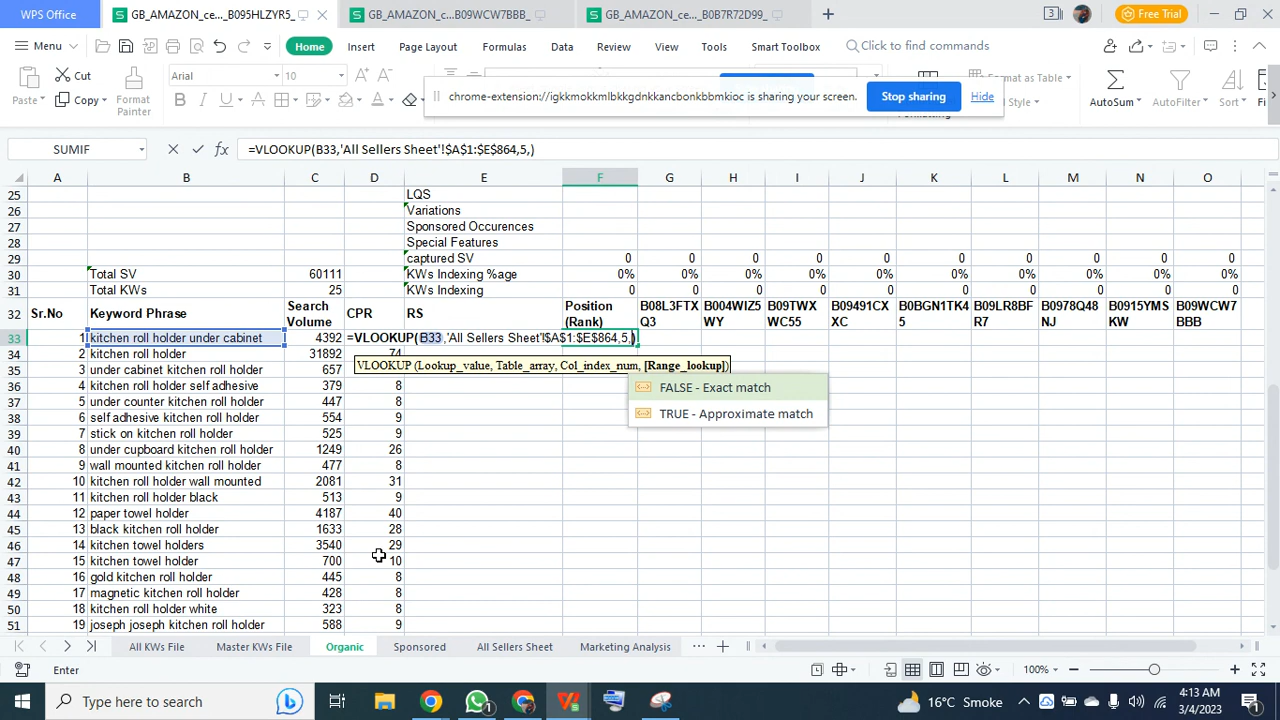 WPS Office GB_AMAZON_ce..._B095HLZYR5_ GB_AMAZON_ce...B09WCW7BBB_ GB_AMAZON_ce..._B0B7R72D99_ 3 Free Trial
Menu Home Insert Page Layout Formulas Data Review View Tools Smart Toolbox Click to find commands
Cut Arial 10 Format as Table
Paste Copy Format Painter AutoSum AutoFilter Sort
chrome-extension://igkkmokkmlbkkgdnkkancbonkbbmkioc is sharing your screen. Stop sharing Hide
SUMIF =VLOOKUP(B33,'All Sellers Sheet'!$A$1:$E$864,5,)
A B C D E F G H I J K L M N O
25 LQS
26 Variations
27 Sponsored Occurences
28 Special Features
29 captured SV 0 0 0 0 0 0 0 0 0 0
30 Total SV 60111 KWs Indexing %age 0% 0% 0% 0% 0% 0% 0% 0% 0% 0%
31 Total KWs 25 KWs Indexing 0 0 0 0 0 0 0 0 0 0
32 Sr.No Keyword Phrase Search Volume CPR RS Position (Rank) B08L3FTXQ3 B004WIZ5WY B09TWXWC55 B09491CXXC B0BGN1TK45 B09LR8BFR7 B0978Q48NJ B0915YMSKW B09WCW7BBB
33 1 kitchen roll holder under cabinet 4392 =VLOOKUP(B33,'All Sellers Sheet'!$A$1:$E$864,5,)
34 2 kitchen roll holder 31892 74
35 3 under cabinet kitchen roll holder 657
VLOOKUP (Lookup_value, Table_array, Col_index_num, [Range_lookup])
36 4 kitchen roll holder self adhesive 379 8
FALSE - Exact match
37 5 under counter kitchen roll holder 447 8
TRUE - Approximate match
38 6 self adhesive kitchen roll holder 554 9
39 7 stick on kitchen roll holder 525 9
40 8 under cupboard kitchen roll holder 1249 26
41 9 wall mounted kitchen roll holder 477 8
42 10 kitchen roll holder wall mounted 2081 31
43 11 kitchen roll holder black 513 9
44 12 paper towel holder 4187 40
45 13 black kitchen roll holder 1633 28
46 14 kitchen towel holders 3540 29
47 15 kitchen towel holder 700 10
48 16 gold kitchen roll holder 445 8
49 17 magnetic kitchen roll holder 428 8
50 18 kitchen roll holder white 323 8
51 19 joseph joseph kitchen roll holder 588 9
All KWs File Master KWs File Organic Sponsored All Sellers Sheet Marketing Analysis ...
Enter 100%
Type here to search 1 16°C Smoke 4:13 AM
3/4/2023